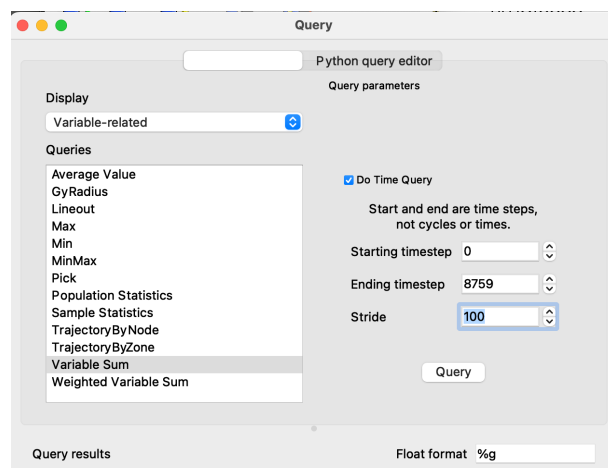 Query
Python query editor
Display
Variable-related
Queries
Average Value
GyRadius
Lineout
Max
Min
MinMax
Pick
Population Statistics
Sample Statistics
TrajectoryByNode
TrajectoryByZone
Variable Sum
Weighted Variable Sum
Query parameters
Do Time Query
Start and end are time steps,
not cycles or times.
Starting timestep 0
Ending timestep 8759
Stride 100
Query
Query results
Float format %g